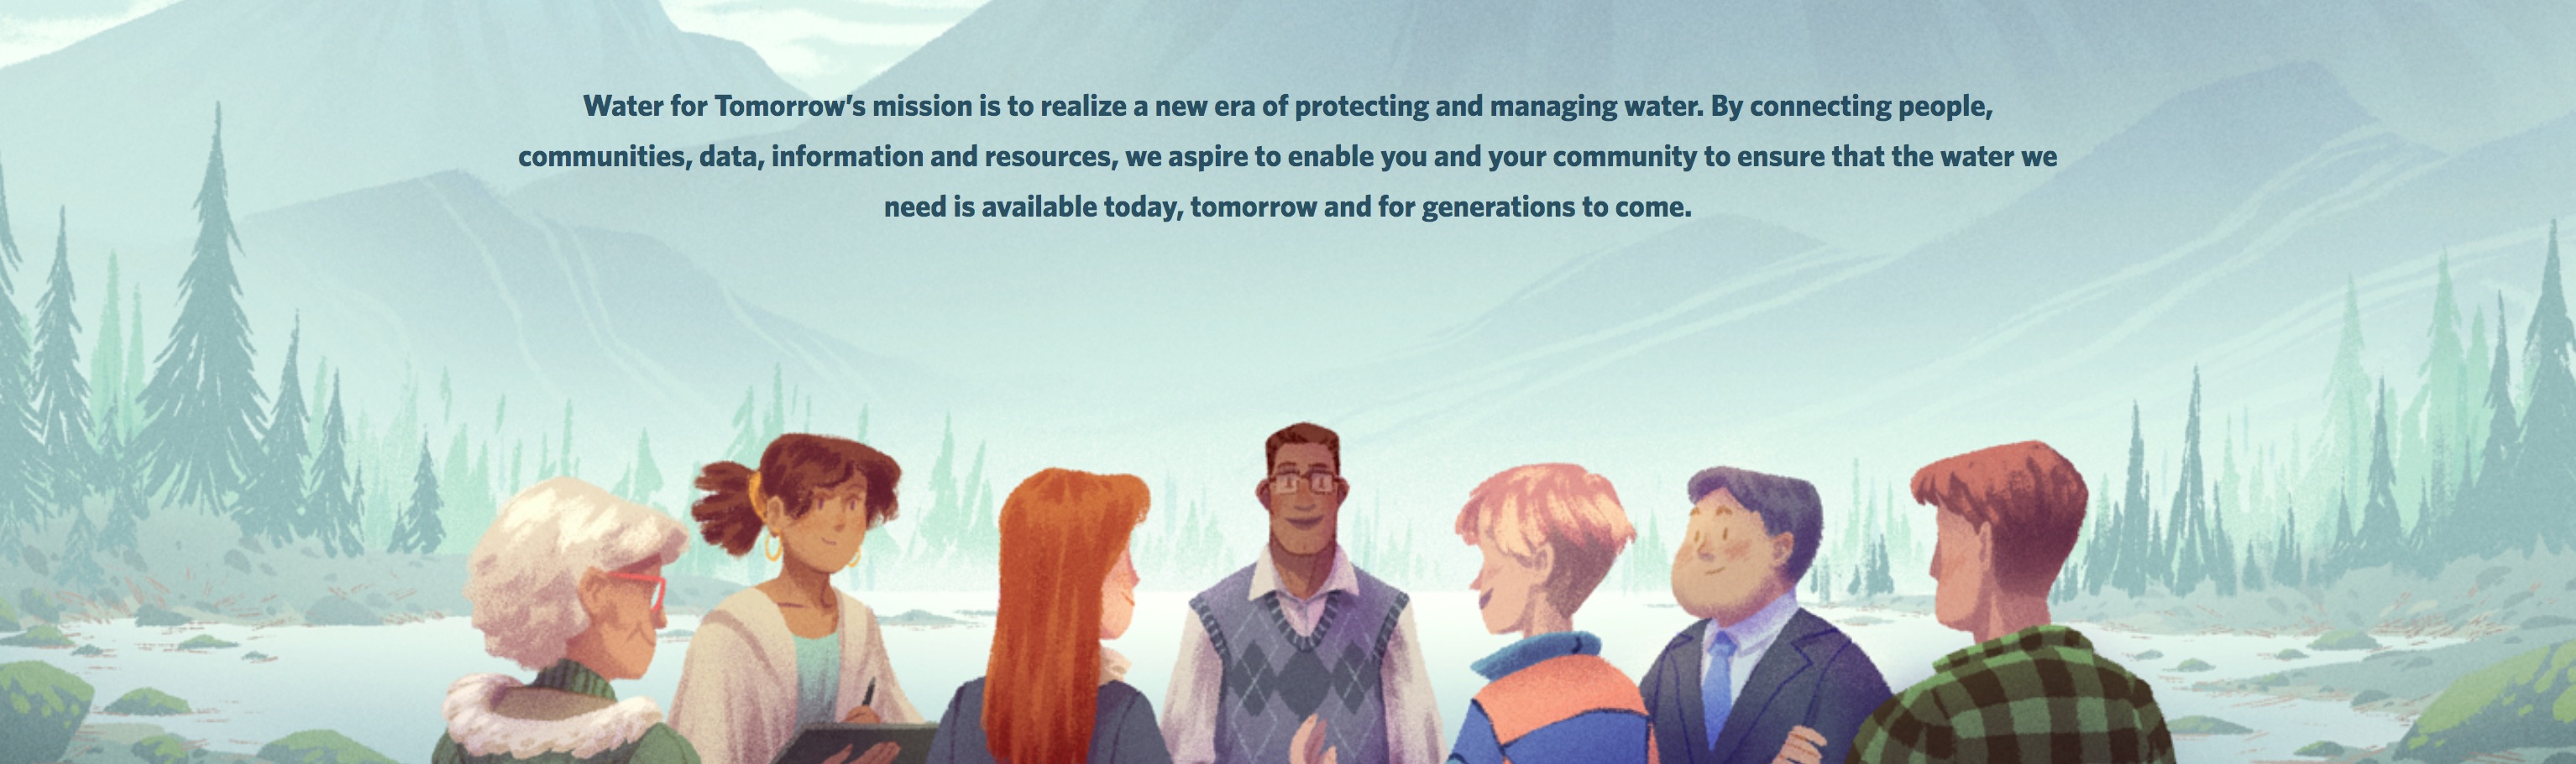 Water for Tomorrow’s mission is to realize a new era of protecting and managing water. By connecting people,
communities, data, information and resources, we aspire to enable you and your community to ensure that the water we
need is available today, tomorrow and for generations to come.